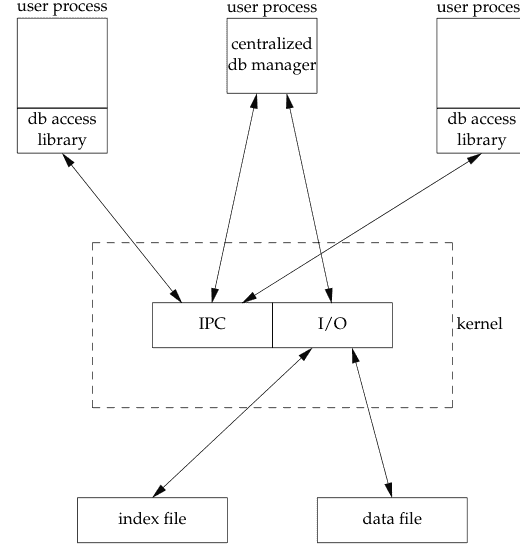 user process
user process
user process
centralized
db manager
db access
library
db access
library
IPC
I/O
kernel
index file
data file